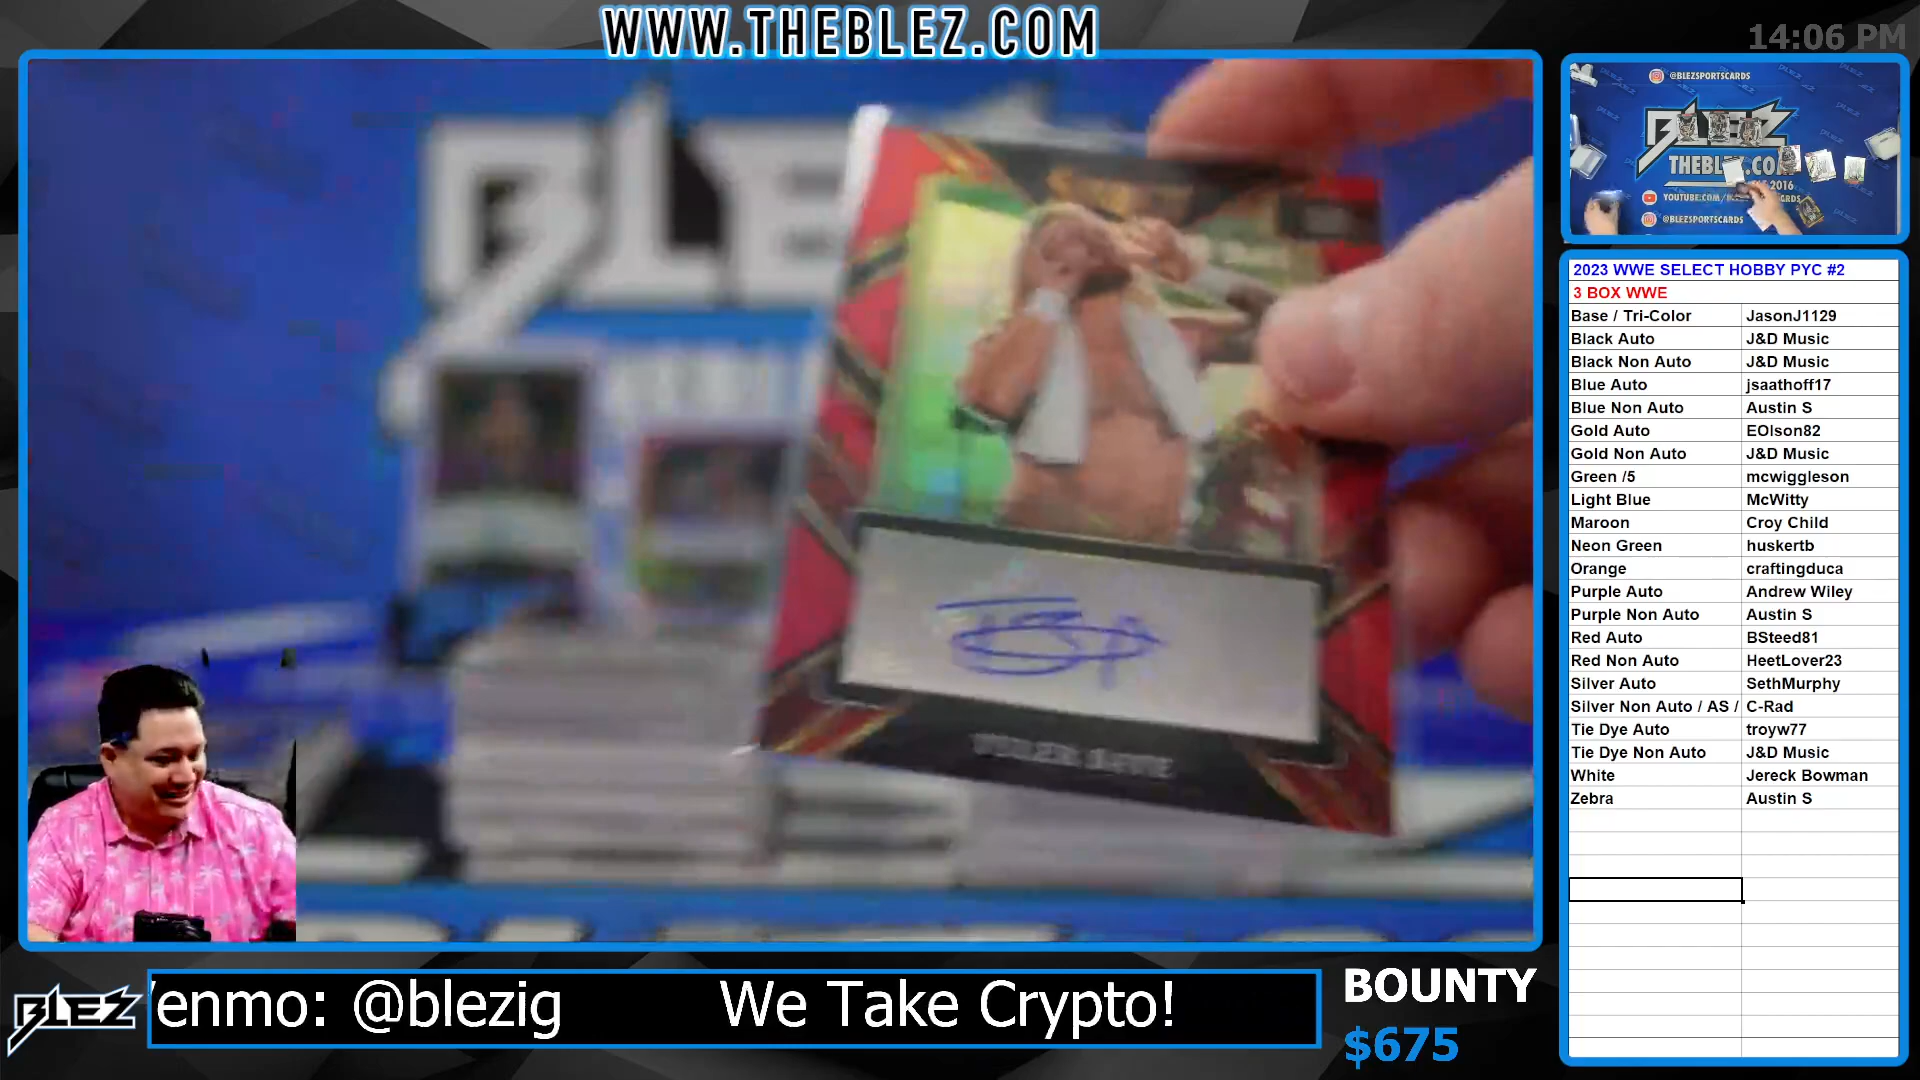 WWW.THEBLEZ.COM
14:06 PM
BLE
TYLER BATE
@BLEZSPORTSCARDS
BLEZ
@BLEZSPORTSCARDS
2023 WWE SELECT HOBBY PYC #2
3 BOX WWE
Base / Tri-Color JasonJ1129
Black Auto J&D Music
Black Non Auto J&D Music
Blue Auto jsaathoff17
Blue Non Auto Austin S
Gold Auto EOlson82
Gold Non Auto J&D Music
Green /5 mcwiggleson
Light Blue McWitty
Maroon Croy Child
Neon Green huskertb
Orange craftingduca
Purple Auto Andrew Wiley
Purple Non Auto Austin S
Red Auto BSteed81
Red Non Auto HeetLover23
Silver Auto SethMurphy
Silver Non Auto / AS / C-Rad
Tie Dye Auto troyw77
Tie Dye Non Auto J&D Music
White Jereck Bowman
Zebra Austin S
BLEZ
enmo: @blezig We Take Crypto!
BOUNTY
$675